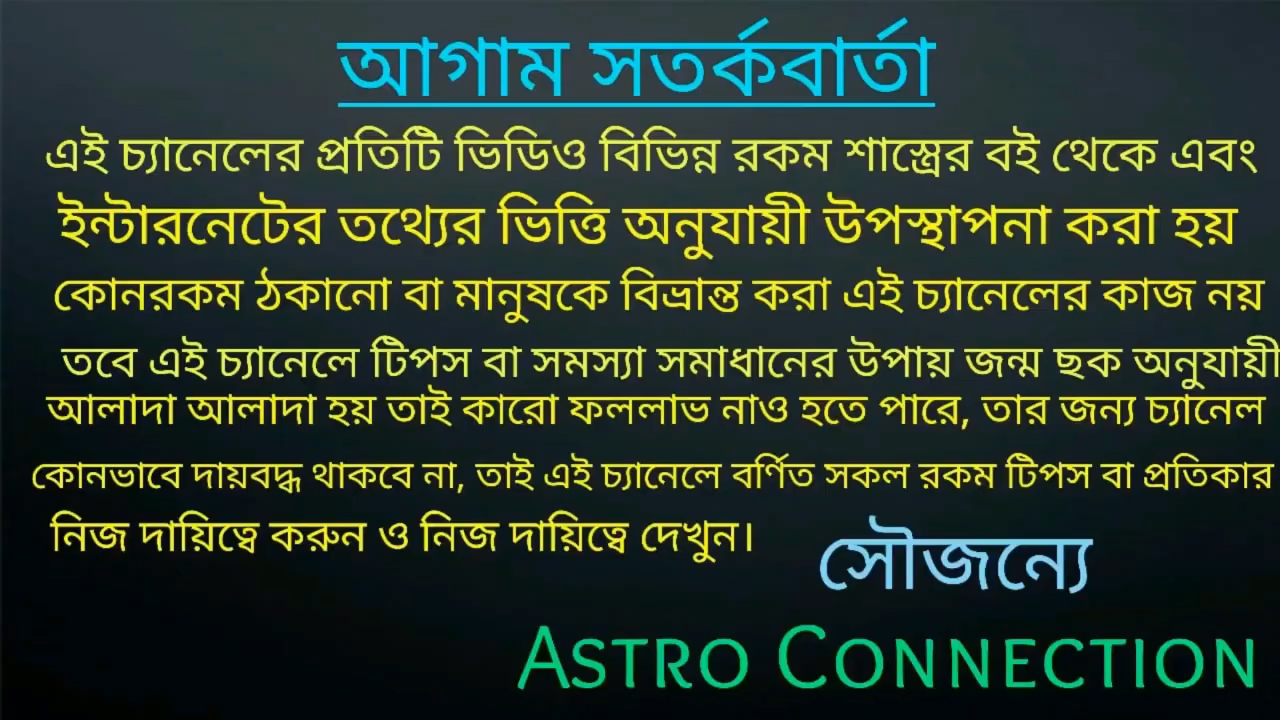 আগাম সতর্কবার্তা
এই চ্যানেলের প্রতিটি ভিডিও বিভিন্ন রকম শাস্ত্রের বই থেকে এবং
ইন্টারনেটের তথ্যের ভিত্তি অনুযায়ী উপস্থাপনা করা হয়
কোনরকম ঠকানো বা মানুষকে বিভ্রান্ত করা এই চ্যানেলের কাজ নয়
তবে এই চ্যানেলে টিপস বা সমস্যা সমাধানের উপায় জন্ম ছক অনুযায়ী
আলাদা আলাদা হয় তাই কারো ফললাভ নাও হতে পারে, তার জন্য চ্যানেল
কোনভাবে দায়বদ্ধ থাকবে না, তাই এই চ্যানেলে বর্ণিত সকল রকম টিপস বা প্রতিকার
নিজ দায়িত্বে করুন ও নিজ দায়িত্বে দেখুন।
সৌজন্যে
ASTRO CONNECTION